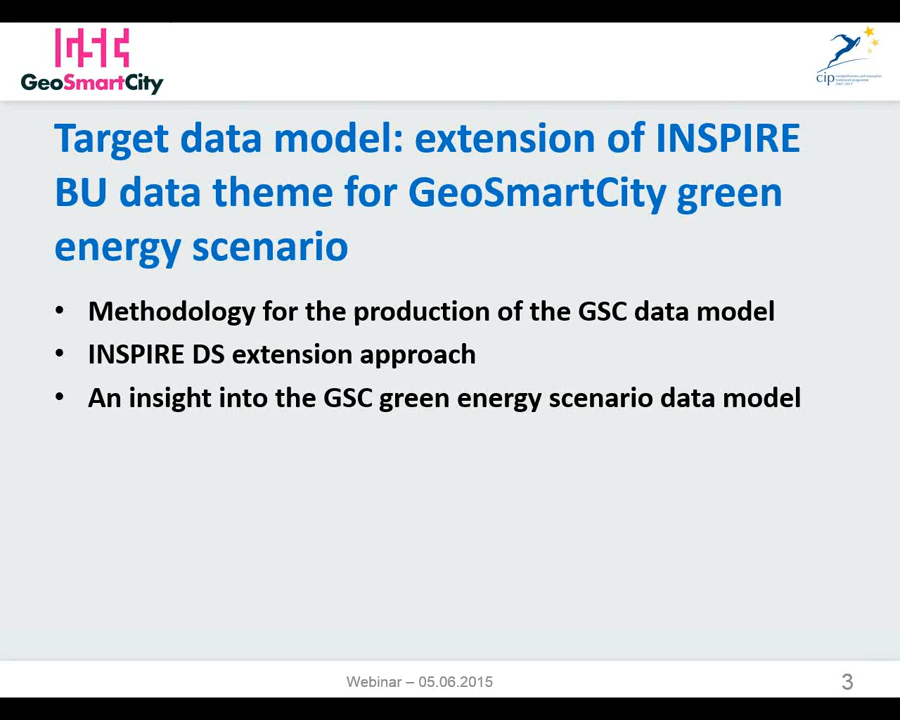 GeoSmartCity
cip
Target data model: extension of INSPIRE
BU data theme for GeoSmartCity green
energy scenario
• Methodology for the production of the GSC data model
• INSPIRE DS extension approach
• An insight into the GSC green energy scenario data model
Webinar – 05.06.2015
3